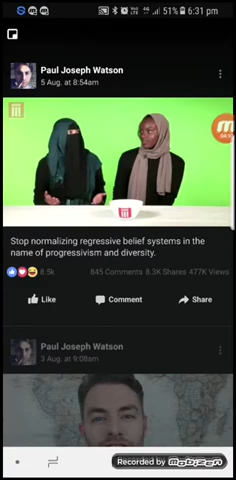 51% 6:31 pm
Paul Joseph Watson
5 Aug. at 8:54am
Stop normalizing regressive belief systems in the
name of progressivism and diversity.
8.5k 845 Comments 8.3K Shares 477K Views
Like Comment Share
Paul Joseph Watson
3 Aug. at 9:08am
Recorded by Mobizen